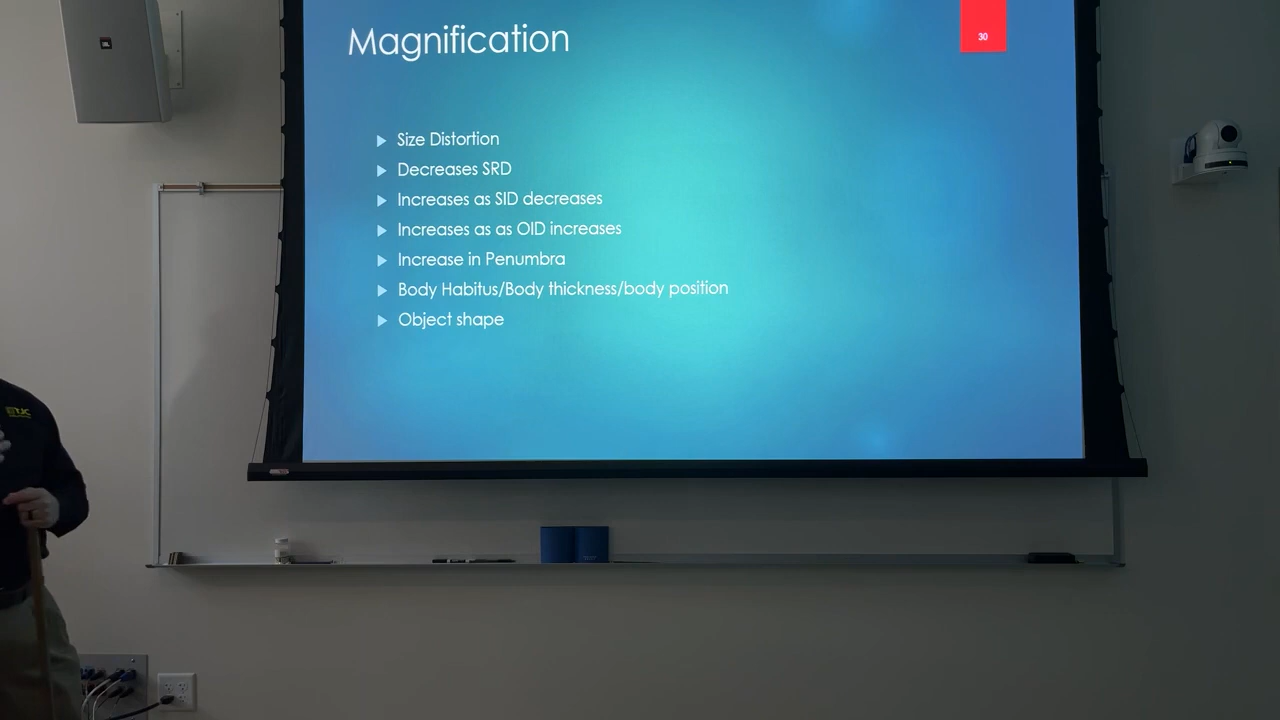 Magnification
30
Size Distortion
Decreases SRD
Increases as SID decreases
Increases as as OID increases
Increase in Penumbra
Body Habitus/Body thickness/body position
Object shape
JBL